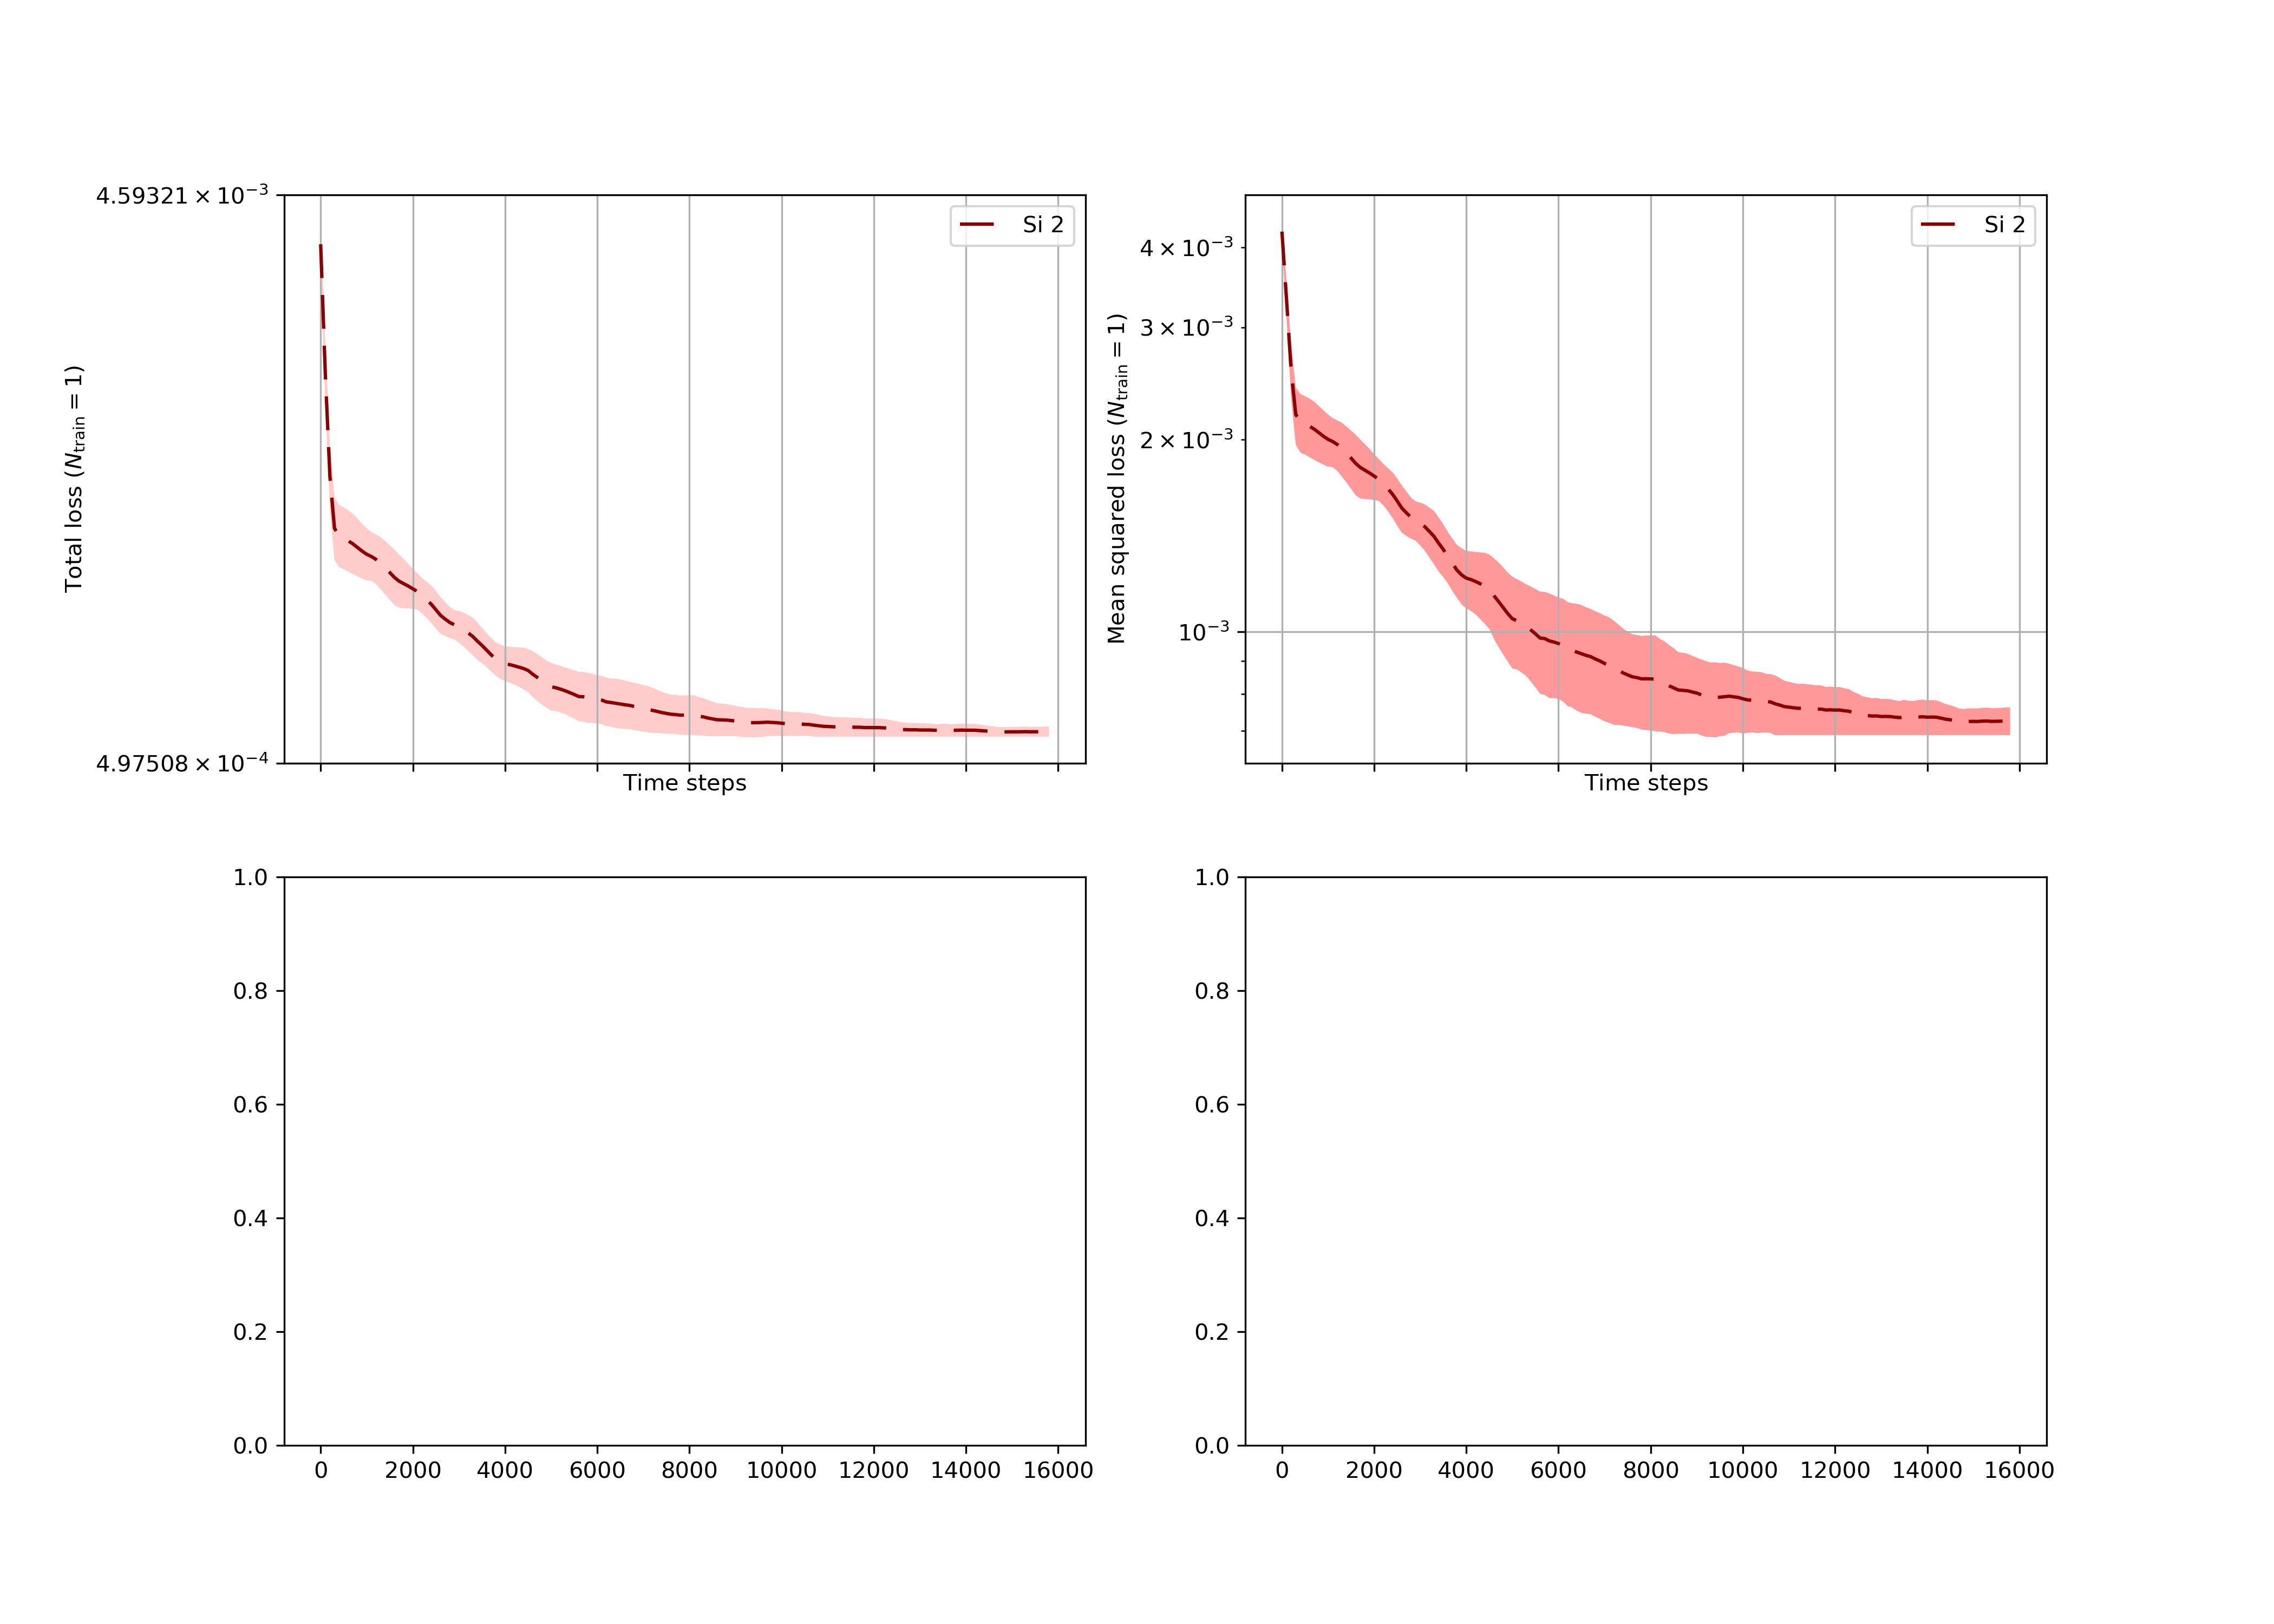 4.59321 × 10⁻³
4.97508 × 10⁻⁴
Total loss (N_train = 1)
Si 2
Time steps
4 × 10⁻³
3 × 10⁻³
2 × 10⁻³
10⁻³
Mean squared loss (N_train = 1)
Si 2
Time steps
1.0
0.8
0.6
0.4
0.2
0.0
0 2000 4000 6000 8000 10000 12000 14000 16000
1.0
0.8
0.6
0.4
0.2
0.0
0 2000 4000 6000 8000 10000 12000 14000 16000